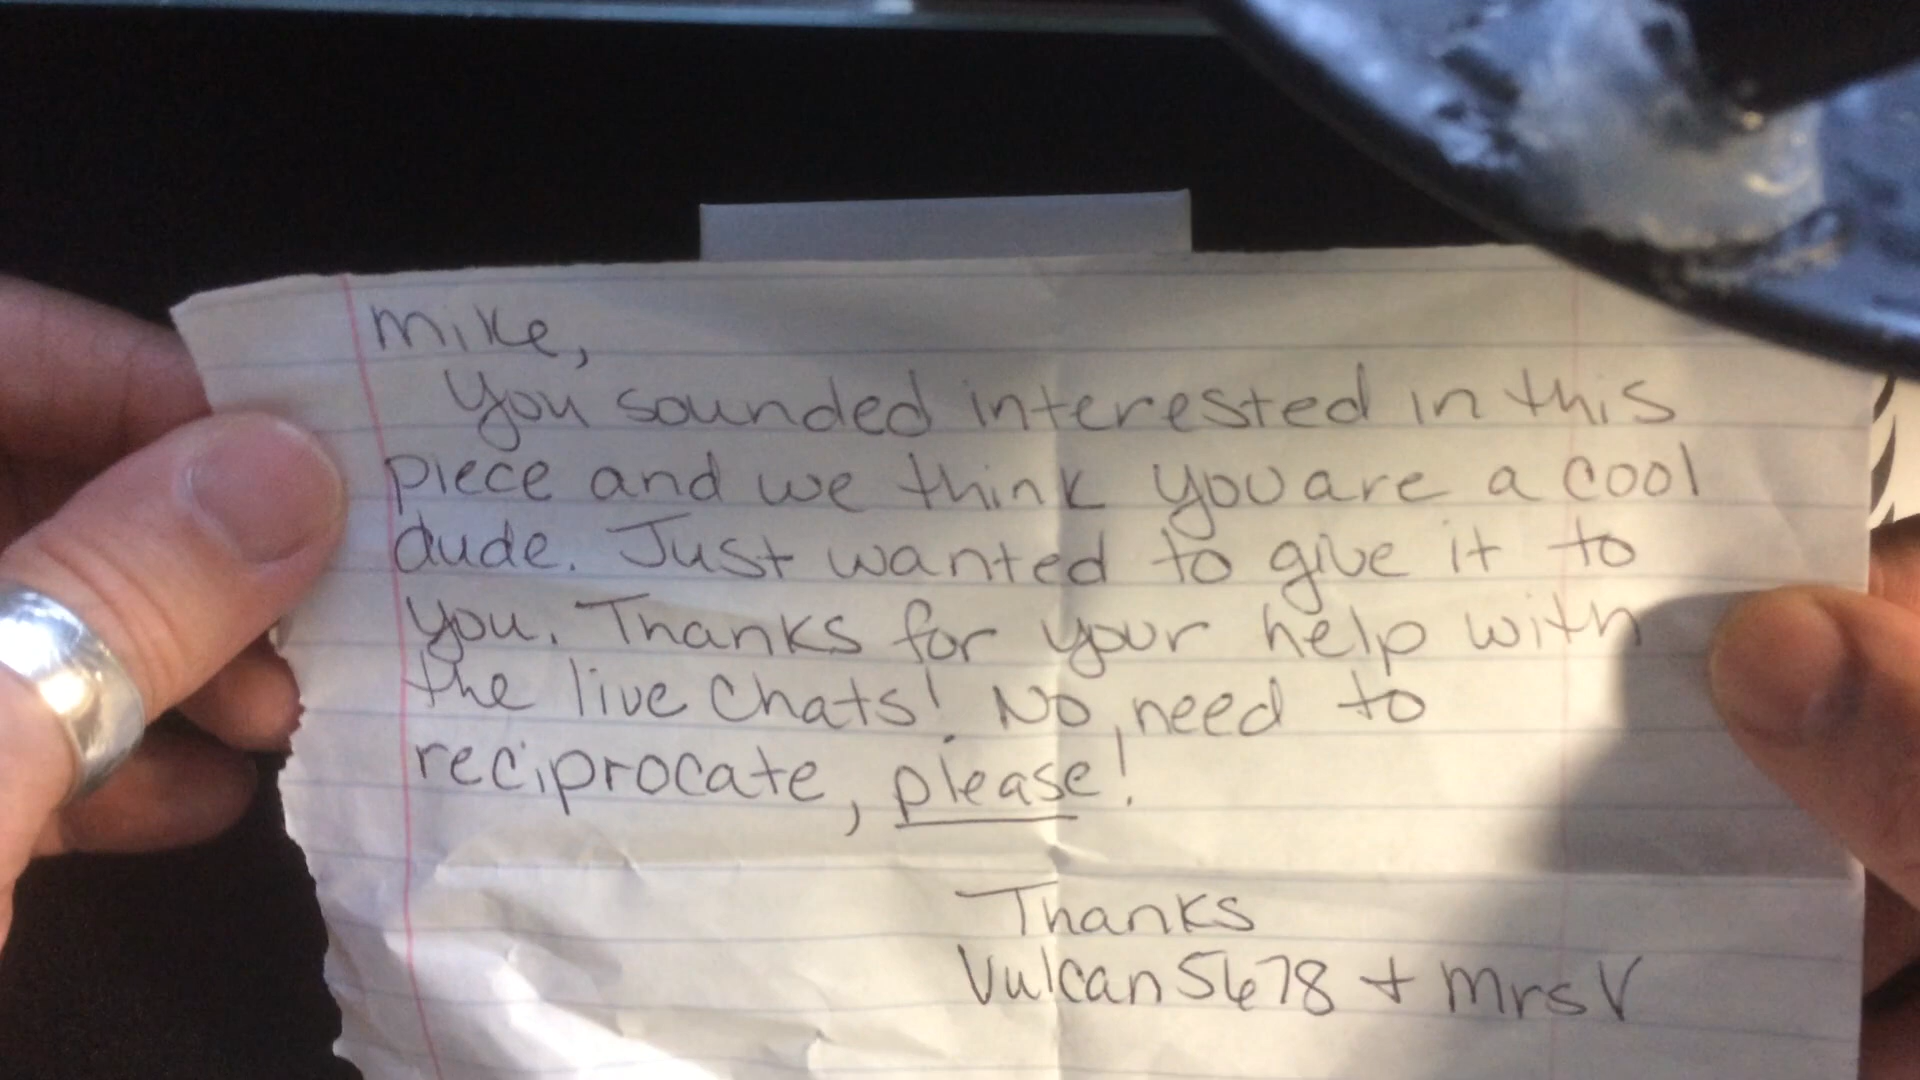 Mike,
You sounded interested in this
piece and we think you are a cool
dude. Just wanted to give it to
you. Thanks for your help with
the live chats! No, need to
reciprocate, please!
Thanks
Vulcan5678 + MrsV